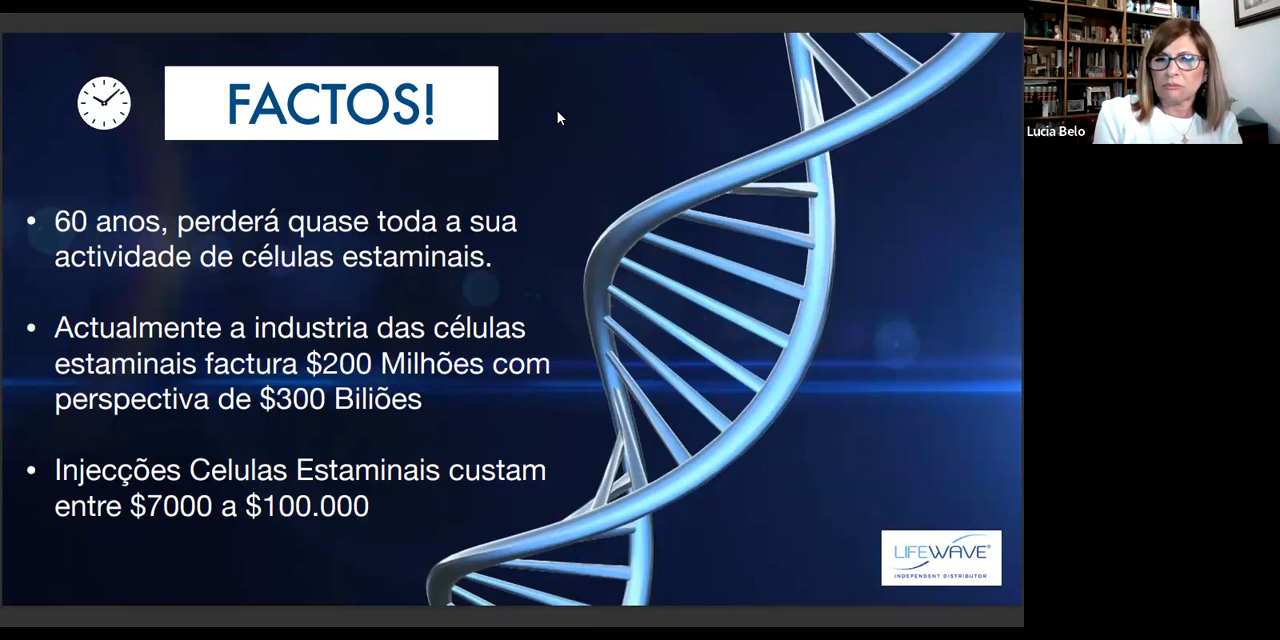 FACTOS!
• 60 anos, perderá quase toda a sua
actividade de células estaminais.
• Actualmente a industria das células
estaminais factura $200 Milhões com
perspectiva de $300 Biliões
• Injecções Celulas Estaminais custam
entre $7000 a $100.000
LIFEWAVE®
INDEPENDENT DISTRIBUTOR
Lucia Belo